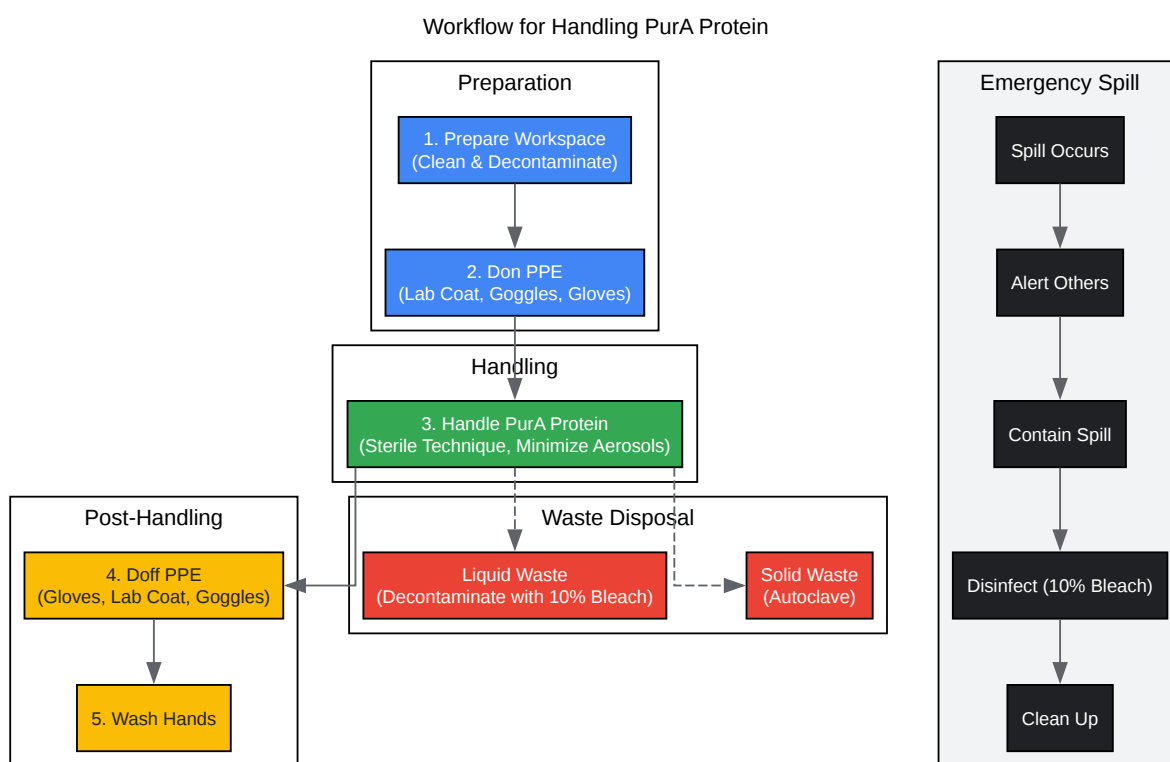 Workflow for Handling PurA Protein
Preparation
1. Prepare Workspace
(Clean & Decontaminate)
2. Don PPE
(Lab Coat, Goggles, Gloves)
Handling
3. Handle PurA Protein
(Sterile Technique, Minimize Aerosols)
Post-Handling
4. Doff PPE
(Gloves, Lab Coat, Goggles)
5. Wash Hands
Waste Disposal
Liquid Waste
(Decontaminate with 10% Bleach)
Solid Waste
(Autoclave)
Emergency Spill
Spill Occurs
Alert Others
Contain Spill
Disinfect (10% Bleach)
Clean Up